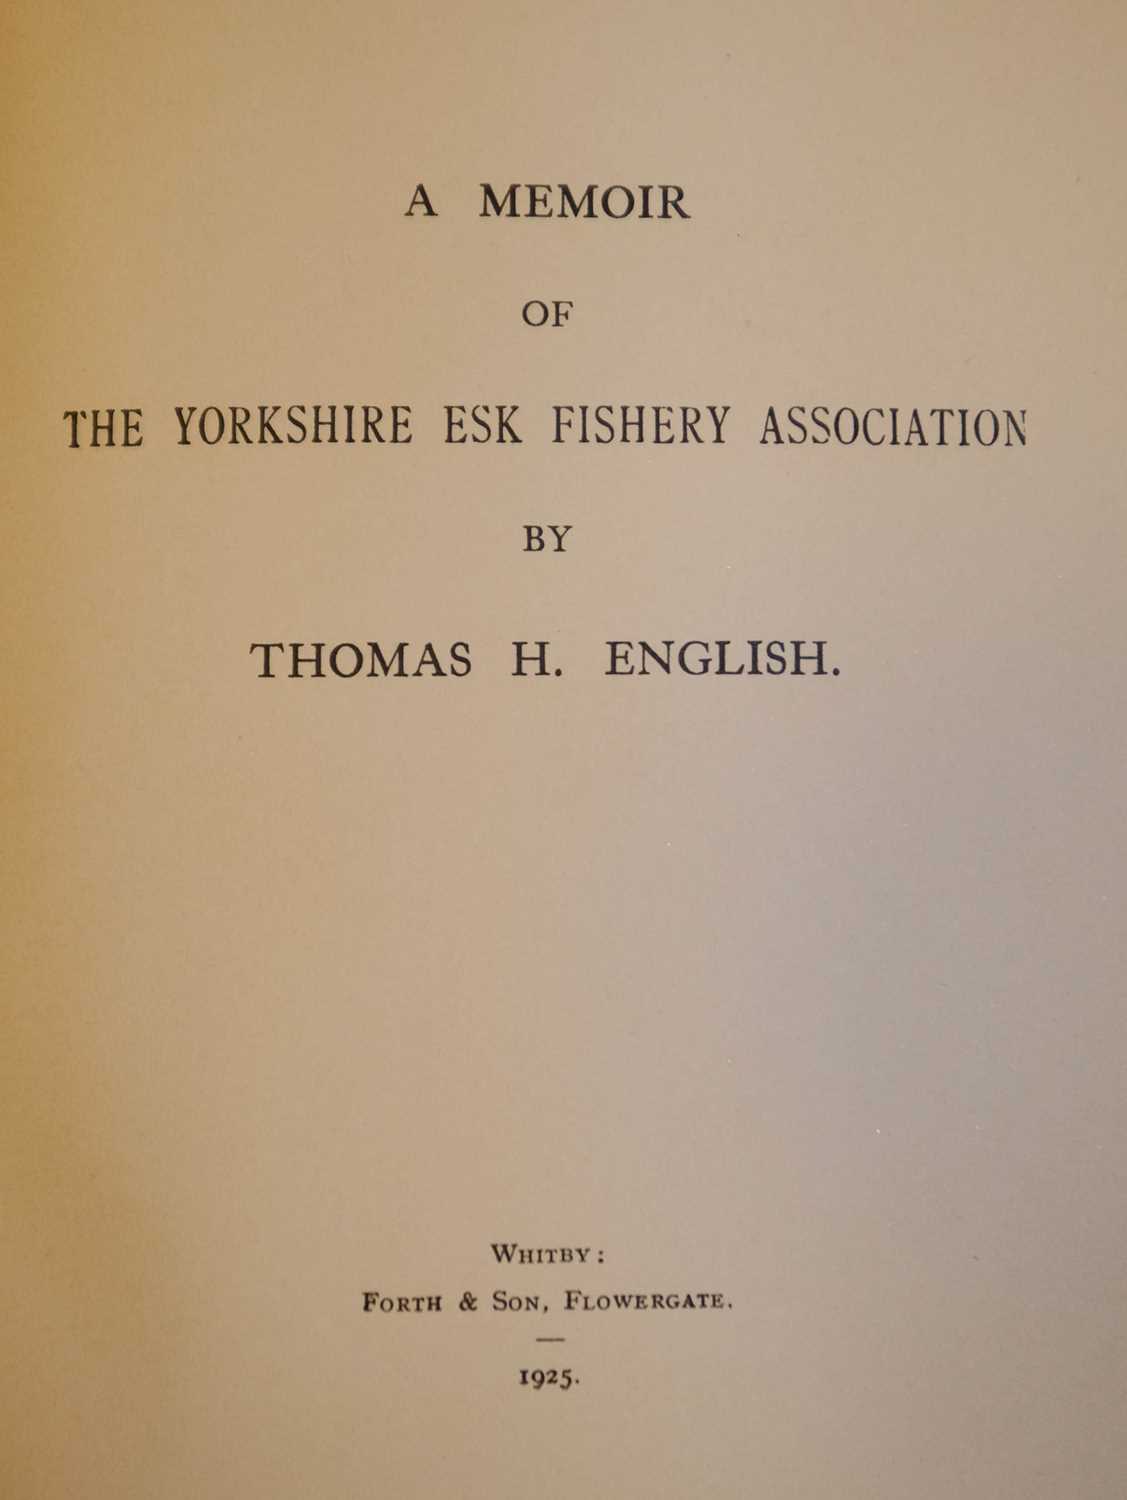 A MEMOIR
OF
THE YORKSHIRE ESK FISHERY ASSOCIATION
BY
THOMAS H. ENGLISH.
WHITBY:
FORTH & SON, FLOWERGATE.
1925.